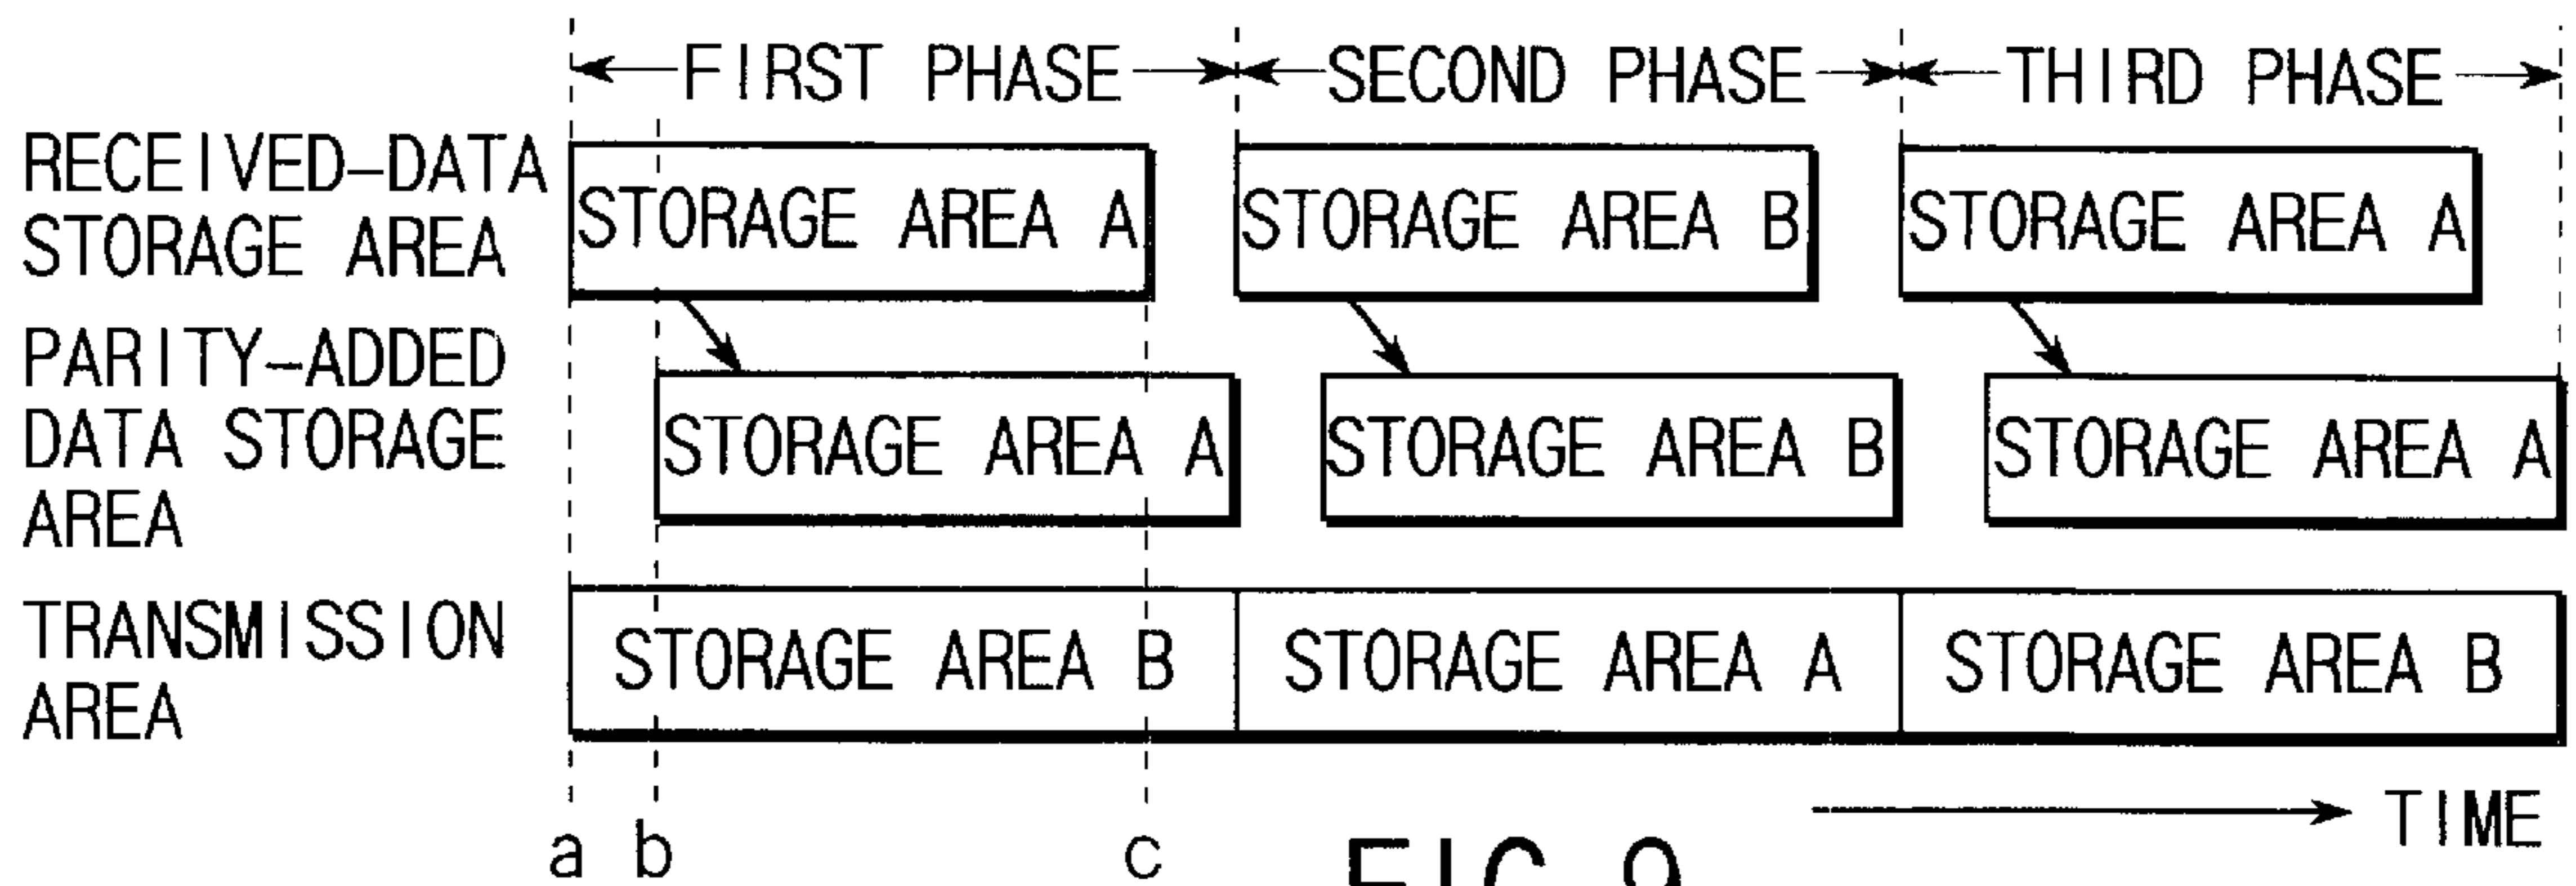 FIRST PHASE SECOND PHASE THIRD PHASE
RECEIVED-DATA
STORAGE AREA
STORAGE AREA A STORAGE AREA B STORAGE AREA A
PARITY-ADDED
DATA STORAGE
AREA
STORAGE AREA A STORAGE AREA B STORAGE AREA A
TRANSMISSION
AREA
STORAGE AREA B STORAGE AREA A STORAGE AREA B
TIME
a b c